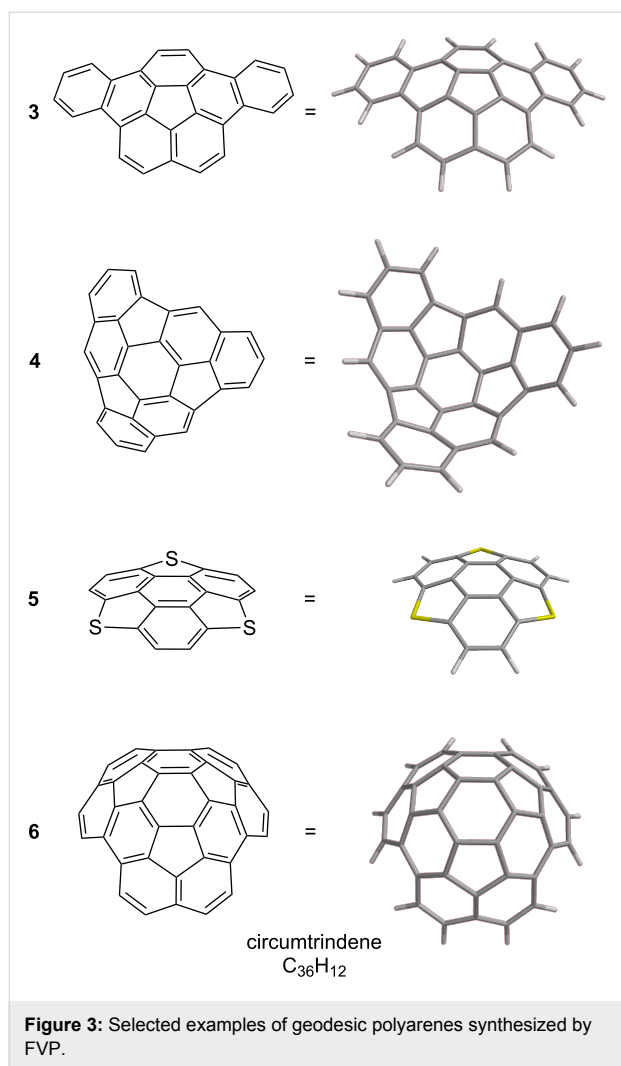 3
=
4
=
S
5
=
S
S
6
=
circumtrindene
C₃₆H₁₂
Figure 3: Selected examples of geodesic polyarenes synthesized by
FVP.